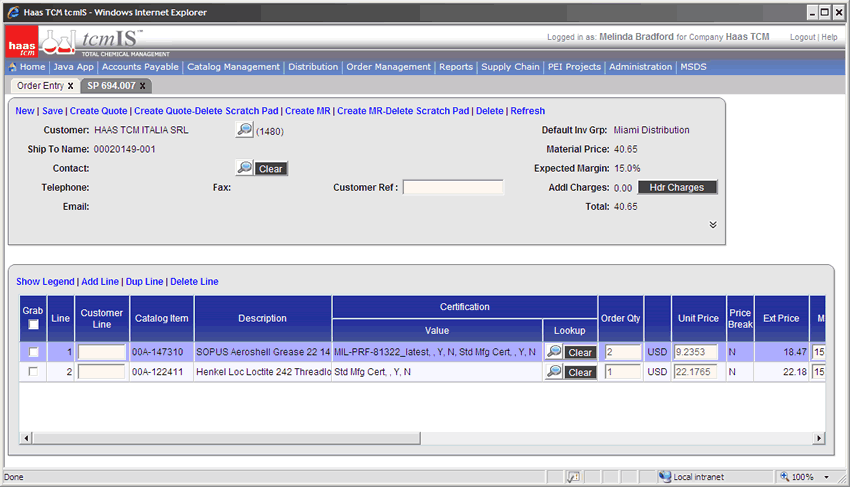 Haas TCM tcmIS - Windows Internet Explorer
haas tcm
tcmIS™
TOTAL CHEMICAL MANAGEMENT
Logged in as: Melinda Bradford for Company Haas TCM Logout | Help
Home | Java App | Accounts Payable | Catalog Management | Distribution | Order Management | Reports | Supply Chain | PEI Projects | Administration | MSDS
Order Entry X SP 694.007 X
New | Save | Create Quote | Create Quote-Delete Scratch Pad | Create MR | Create MR-Delete Scratch Pad | Delete | Refresh
Customer: HAAS TCM ITALIA SRL (1480) Default Inv Grp: Miami Distribution
Ship To Name: 00020149-001 Material Price: 40.65
Contact: Clear Expected Margin: 15.0%
Telephone: Fax: Customer Ref : Addl Charges: 0.00 Hdr Charges
Email: Total: 40.65
Show Legend | Add Line | Dup Line | Delete Line
Grab Line Customer Line Catalog Item Description Certification Value Lookup Order Qty Unit Price Price Break Ext Price M
1 00A-147310 SOPUS Aeroshell Grease 22 14 MIL-PRF-81322_latest, , Y, N, Std Mfg Cert, , Y, N Clear 2 USD 9.2353 N 18.47 15
2 00A-122411 Henkel Loc Loctite 242 Threadlo Std Mfg Cert, , Y, N Clear 1 USD 22.1765 N 22.18 15
Done Local intranet 100%